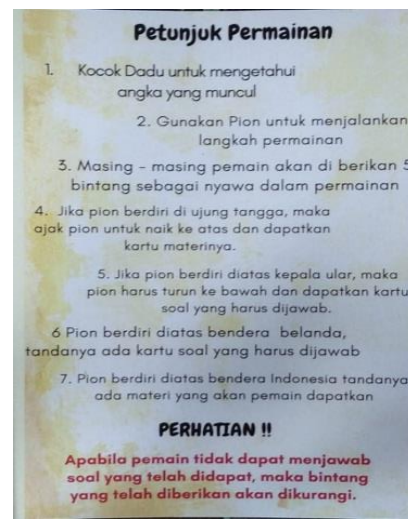 Petunjuk Permainan
1. Kocok Dadu untuk mengetahui
angka yang muncul
2. Gunakan Pion untuk menjalankan
langkah permainan
3. Masing - masing pemain akan di berikan 5
bintang sebagai nyawa dalam permainan
4. Jika pion berdiri di ujung tangga, maka
ajak pion untuk naik ke atas dan dapatkan
kartu materinya.
5. Jika pion berdiri diatas kepala ular, maka
pion harus turun ke bawah dan dapatkan kartu
soal yang harus dijawab.
6 Pion berdiri diatas bendera belanda,
tandanya ada kartu soal yang harus dijawab
7. Pion berdiri diatas bendera Indonesia tandanya
ada materi yang akan pemain dapatkan
PERHATIAN !!
Apabila pemain tidak dapat menjawab
soal yang telah didapat, maka bintang
yang telah diberikan akan dikurangi.